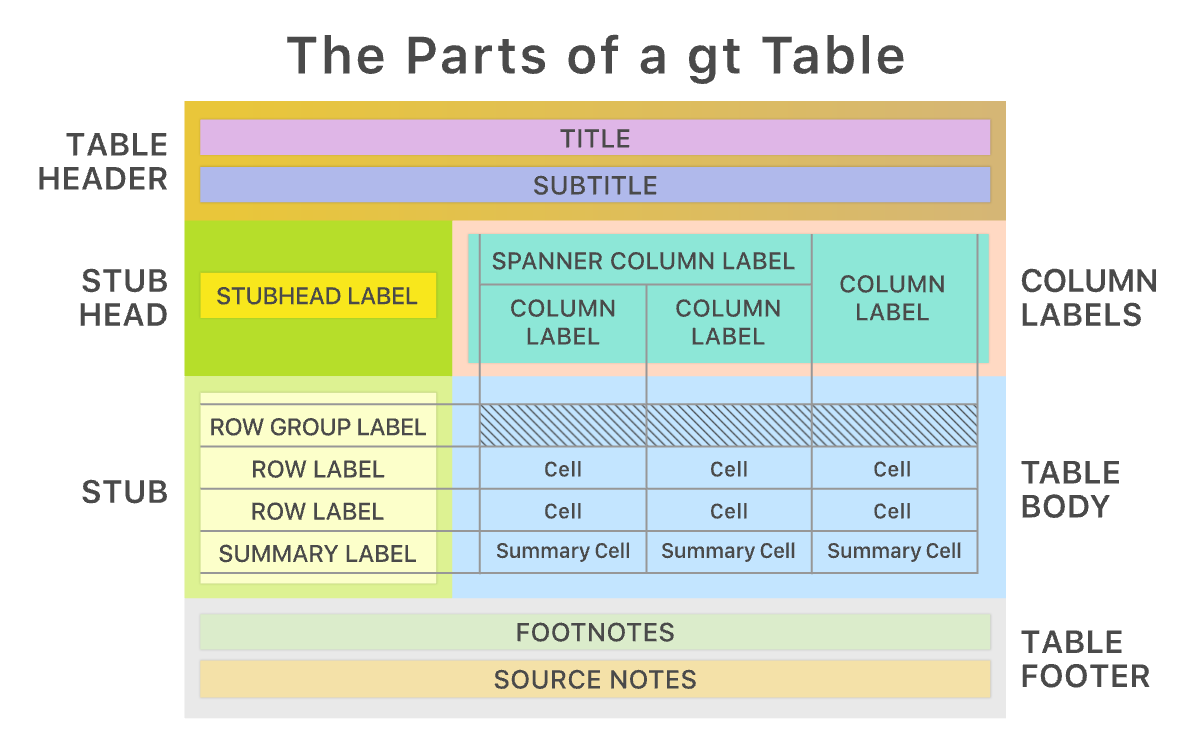 The Parts of a gt Table
TABLE
HEADER
TITLE
SUBTITLE
STUB
HEAD
STUBHEAD LABEL
SPANNER COLUMN LABEL
COLUMN
LABEL
COLUMN
LABEL
COLUMN
LABEL
COLUMN
LABELS
STUB
ROW GROUP LABEL
ROW LABEL Cell Cell Cell
ROW LABEL Cell Cell Cell
SUMMARY LABEL Summary Cell Summary Cell Summary Cell
TABLE
BODY
FOOTNOTES
SOURCE NOTES
TABLE
FOOTER